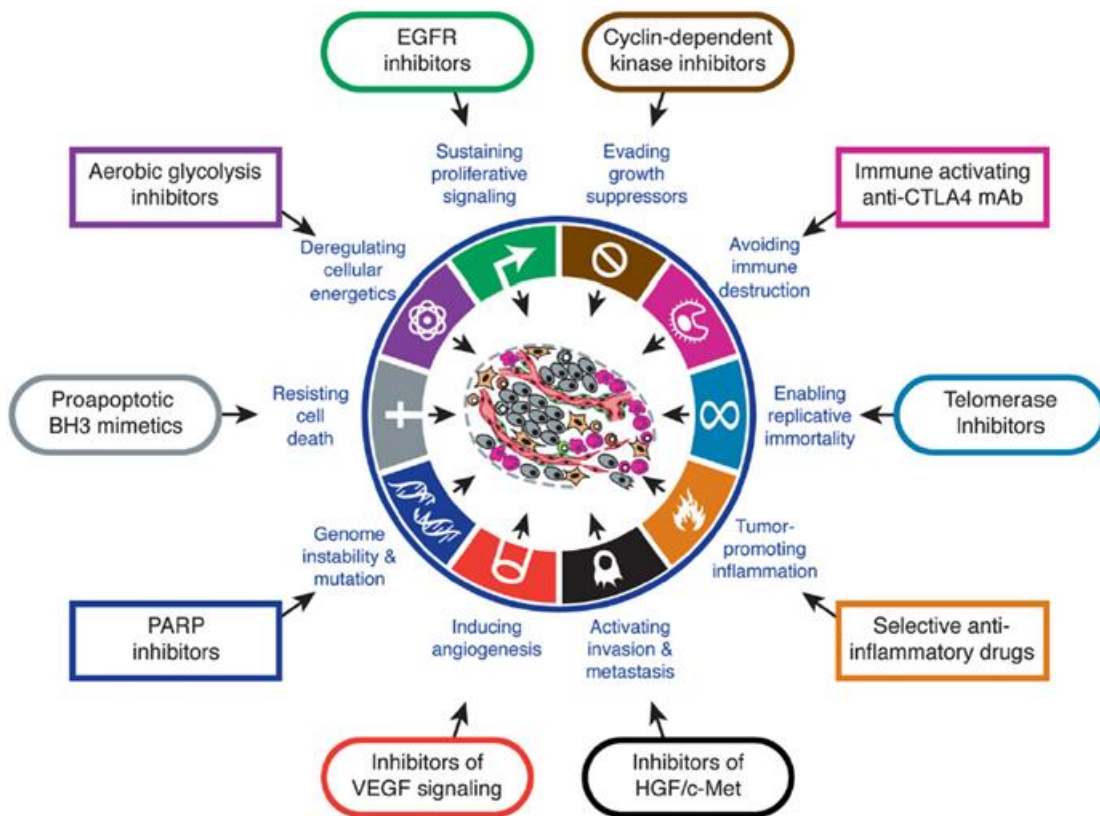 EGFR
inhibitors
Cyclin-dependent
kinase inhibitors
Sustaining
proliferative
signaling
Evading
growth
suppressors
Aerobic glycolysis
inhibitors
Immune activating
anti-CTLA4 mAb
Deregulating
cellular
energetics
Avoiding
immune
destruction
Proapoptotic
BH3 mimetics
Resisting
cell
death
Enabling
replicative
immortality
Telomerase
Inhibitors
Genome
instability &
mutation
Tumor-
promoting
inflammation
PARP
inhibitors
Inducing
angiogenesis
Activating
invasion &
metastasis
Selective anti-
inflammatory drugs
Inhibitors of
VEGF signaling
Inhibitors of
HGF/c-Met